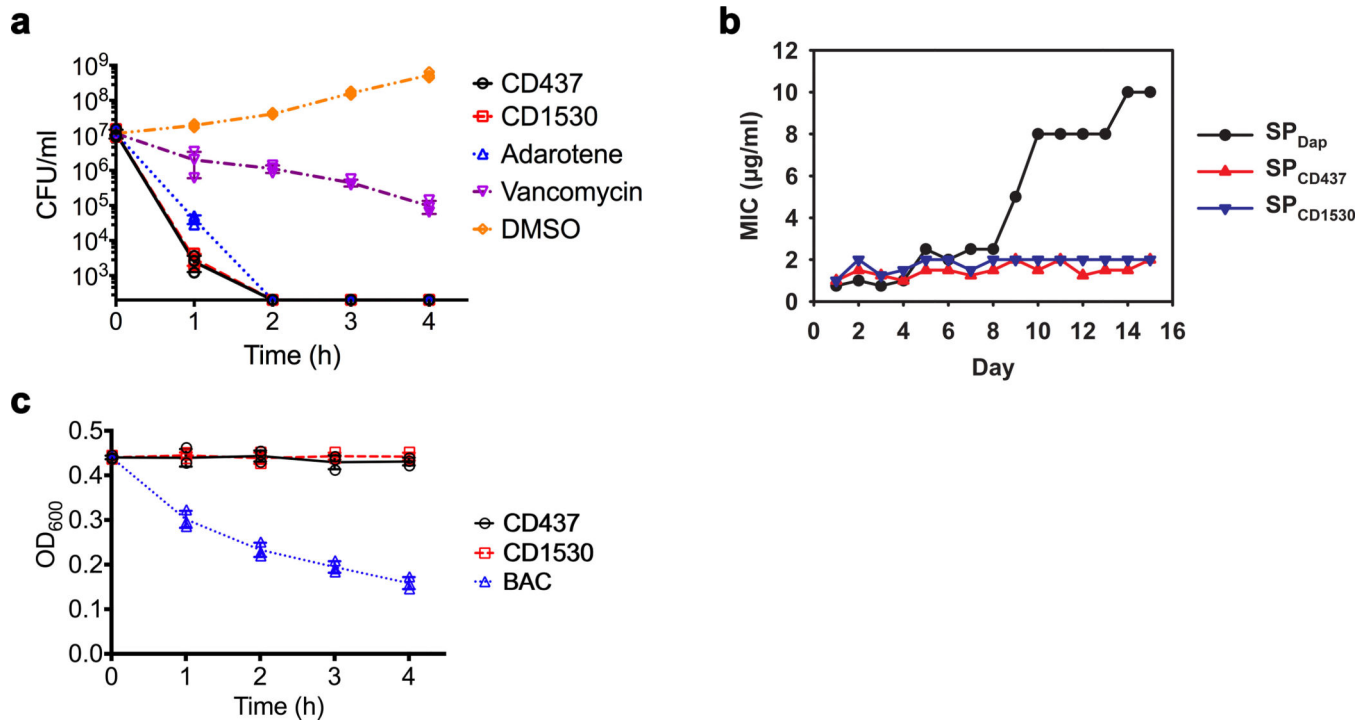 a
10⁹
10⁸
10⁷
10⁶
10⁵
10⁴
10³
CFU/ml
0 1 2 3 4
Time (h)
CD437
CD1530
Adarotene
Vancomycin
DMSO
b
12
10
8
6
4
2
0
MIC (µg/ml)
0 2 4 6 8 10 12 14 16
Day
SP_Dap
SP_CD437
SP_CD1530
c
0.5
0.4
0.3
0.2
0.1
0.0
OD₆₀₀
0 1 2 3 4
Time (h)
CD437
CD1530
BAC